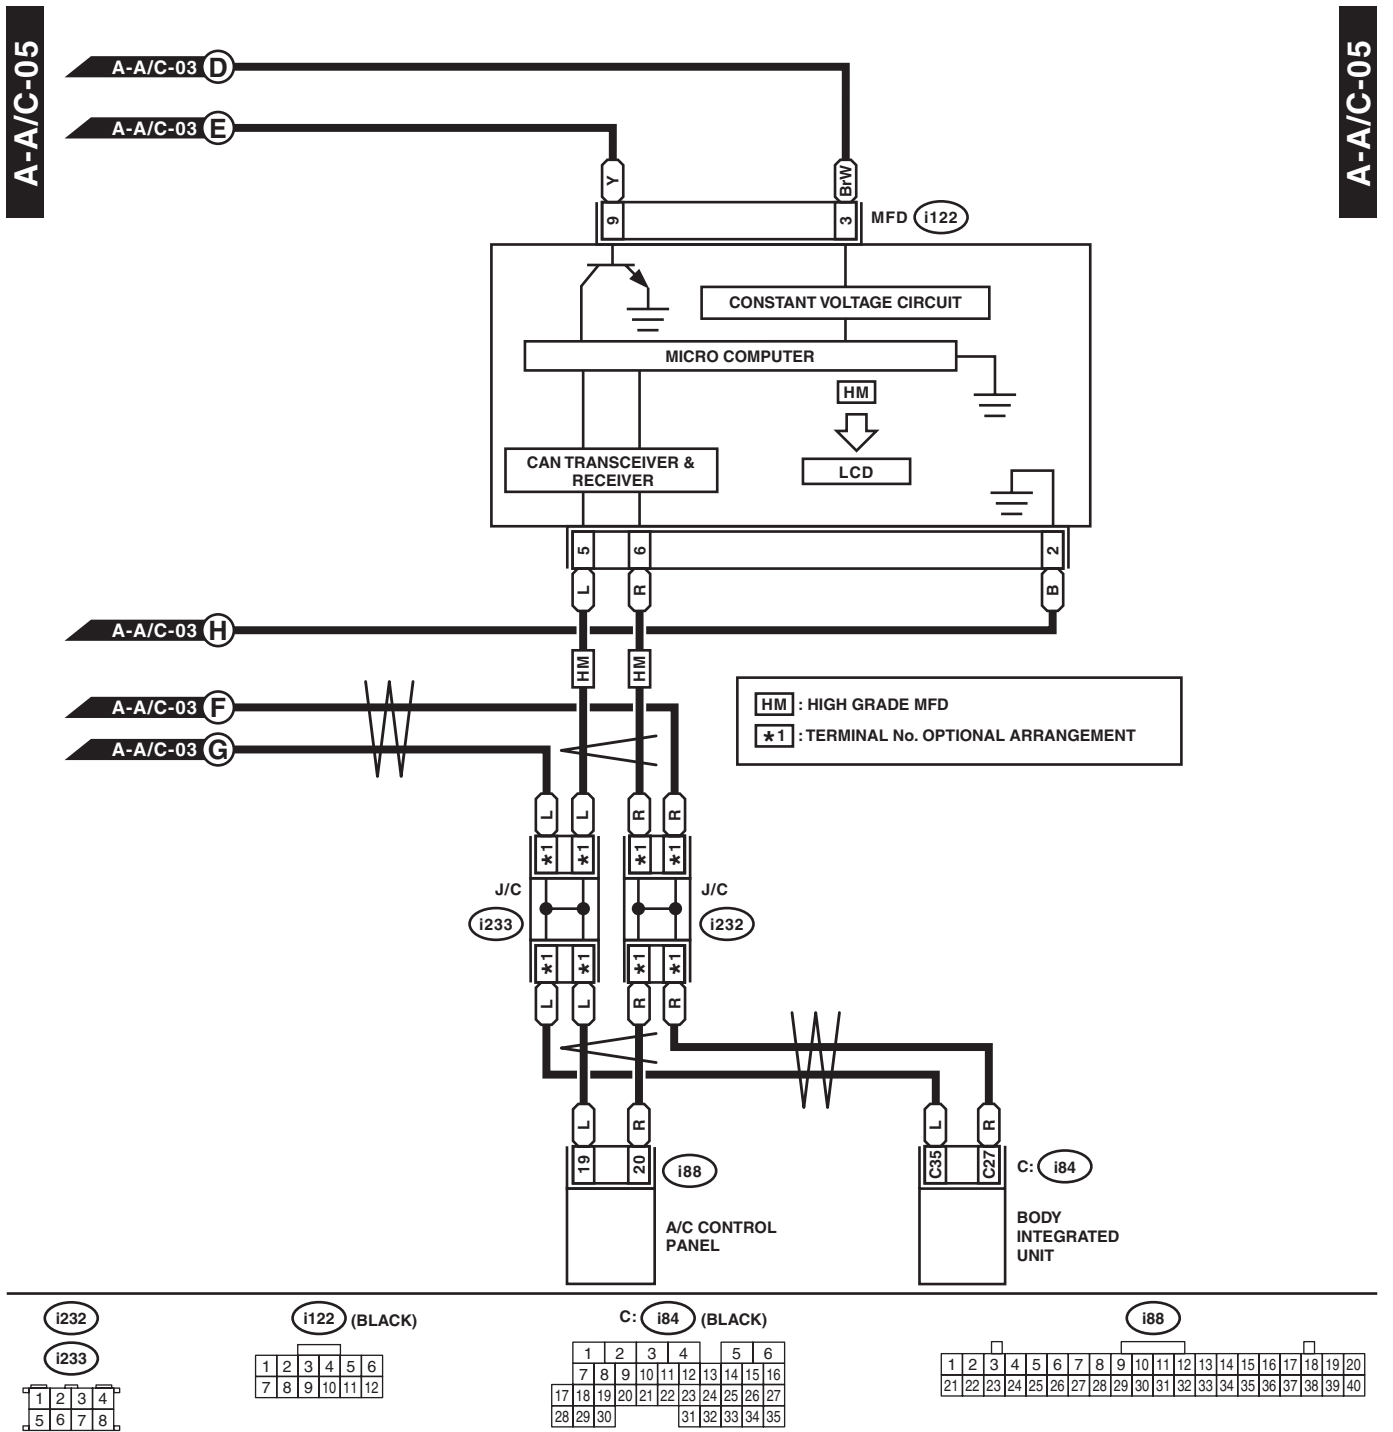 A-A/C-05
A-A/C-05
A-A/C-03 D
A-A/C-03 E
Y
BrW
9
3
MFD i122
CONSTANT VOLTAGE CIRCUIT
MICRO COMPUTER
HM
CAN TRANSCEIVER &
RECEIVER
LCD
5
6
2
L
R
B
A-A/C-03 H
HM
HM
A-A/C-03 F
A-A/C-03 G
HM : HIGH GRADE MFD
*1 : TERMINAL No. OPTIONAL ARRANGEMENT
L
L
R
R
*1
*1
*1
*1
J/C
i233
J/C
i232
*1
*1
*1
*1
L
L
R
R
L
R
L
R
19
20
i88
C35
C27
C: i84
A/C CONTROL
PANEL
BODY
INTEGRATED
UNIT
i232
i233
1 2 3 4
5 6 7 8
i122 (BLACK)
1 2 3 4 5 6
7 8 9 10 11 12
C: i84 (BLACK)
1 2 3 4 5 6
7 8 9 10 11 12 13 14 15 16
17 18 19 20 21 22 23 24 25 26 27
28 29 30 31 32 33 34 35
i88
1 2 3 4 5 6 7 8 9 10 11 12 13 14 15 16 17 18 19 20
21 22 23 24 25 26 27 28 29 30 31 32 33 34 35 36 37 38 39 40